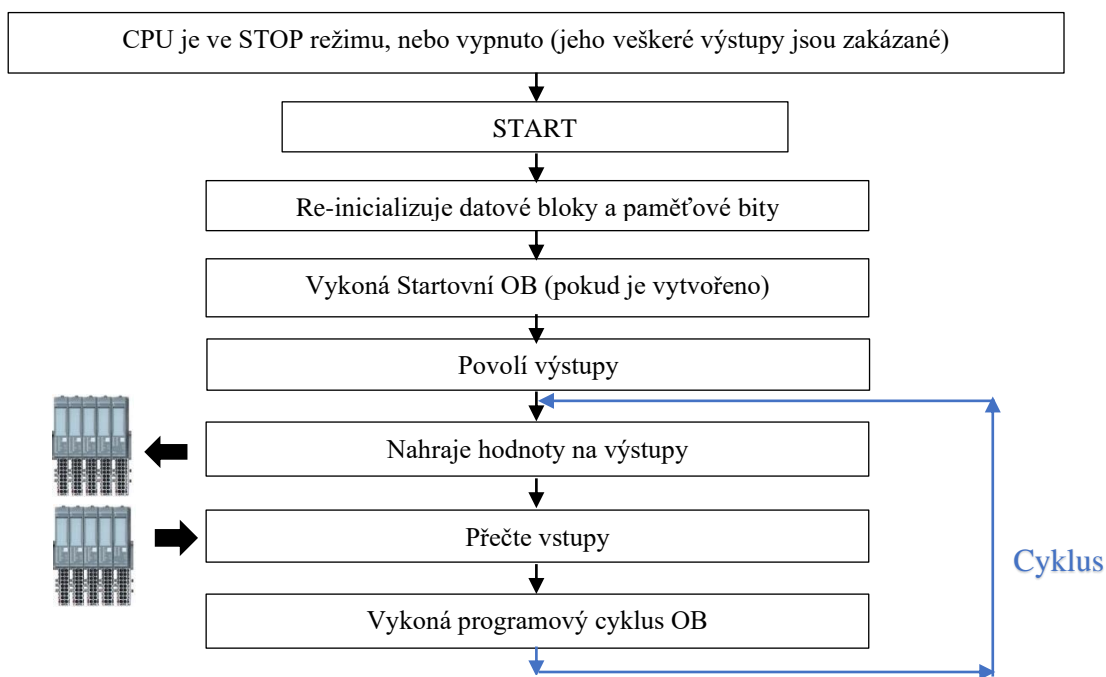 CPU je ve STOP režimu, nebo vypnuto (jeho veškeré výstupy jsou zakázané)
START
Re-inicializuje datové bloky a paměťové bity
Vykoná Startovní OB (pokud je vytvořeno)
Povolí výstupy
Nahraje hodnoty na výstupy
Přečte vstupy
Cyklus
Vykoná programový cyklus OB